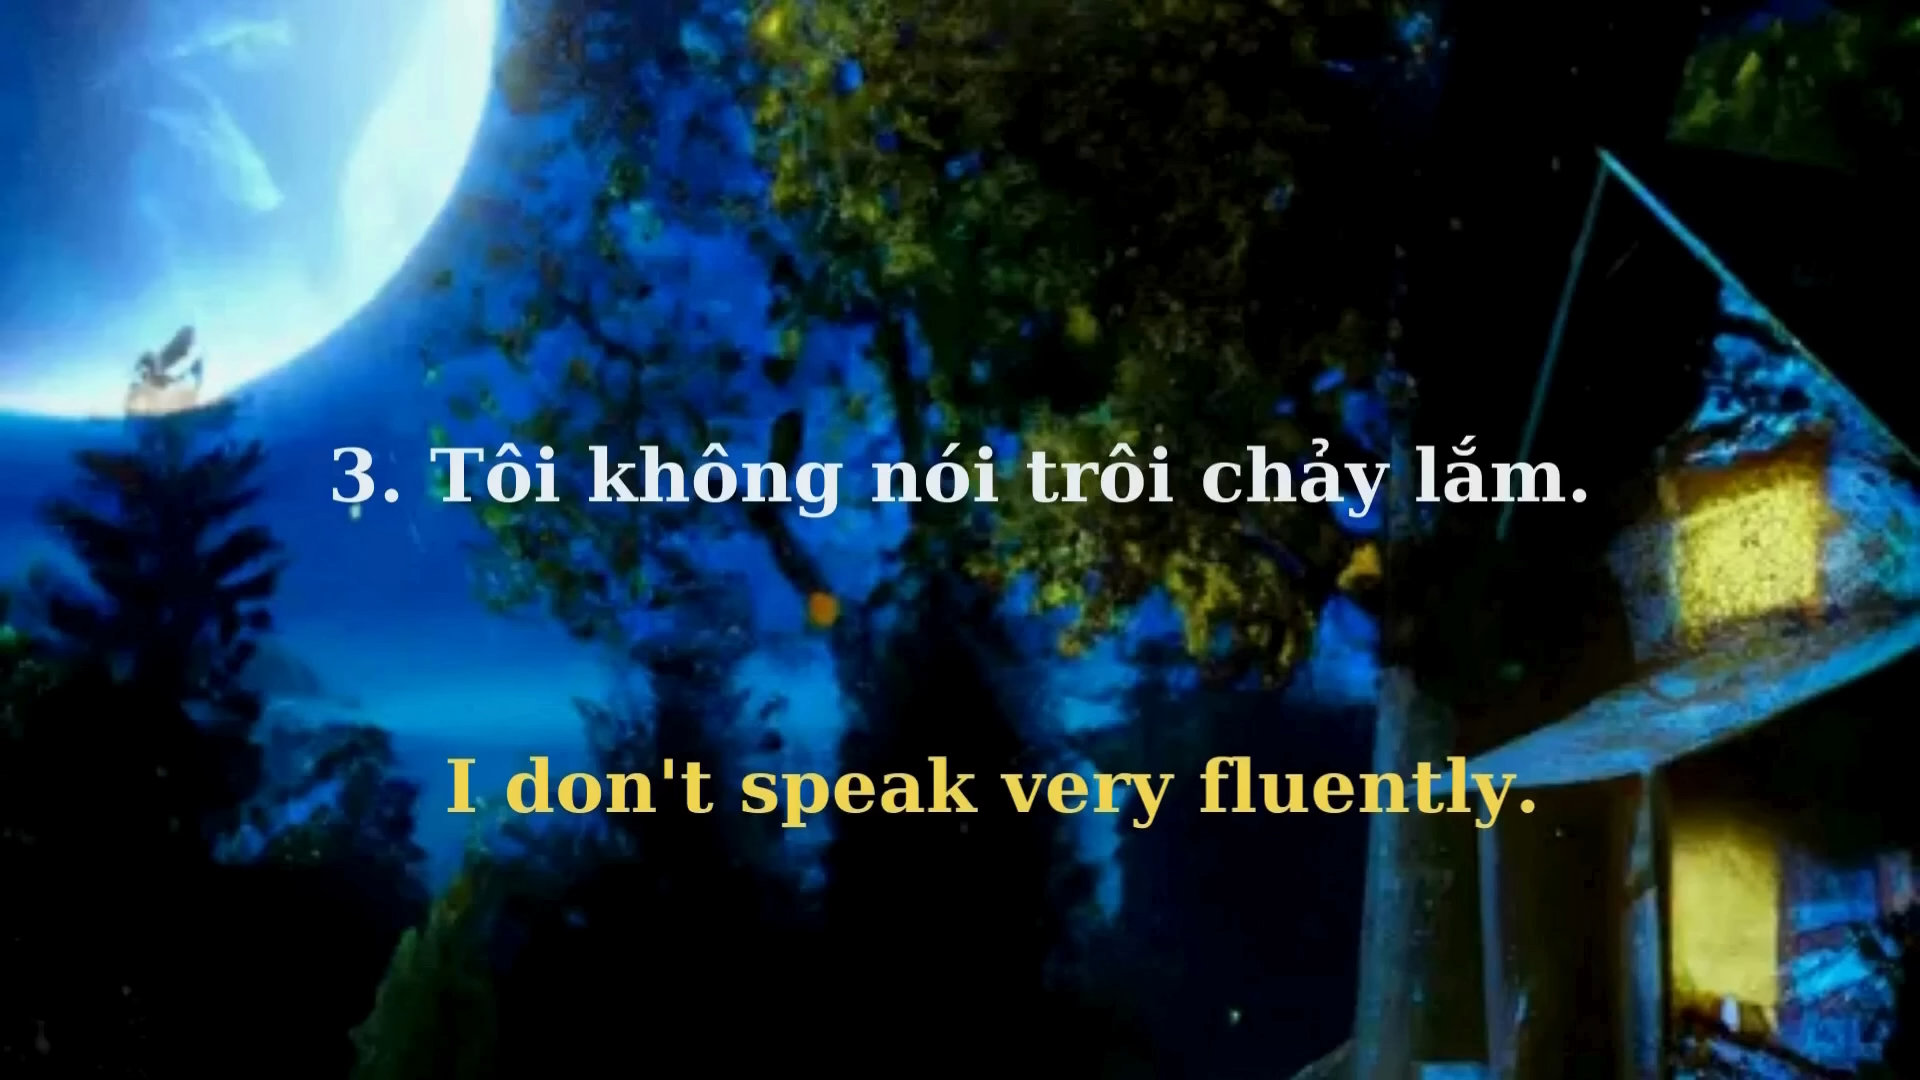 3. Tôi không nói trôi chảy lắm.
I don't speak very fluently.